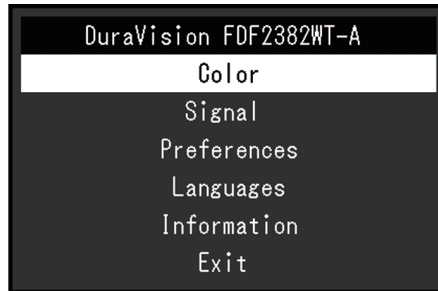 DuraVision FDF2382WT-A
Color
Signal
Preferences
Languages
Information
Exit